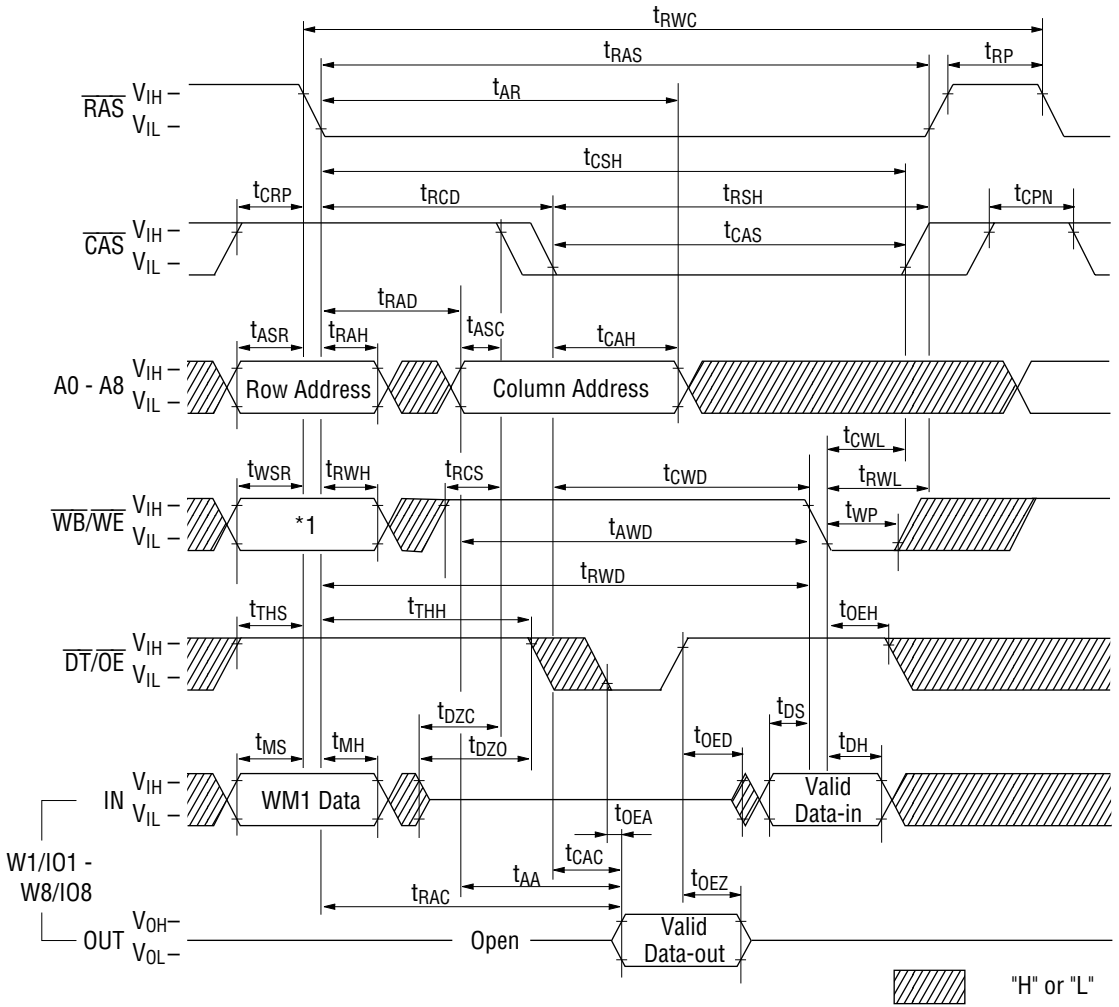 tRWC
tRAS
tRP
tAR
RAS VIH
VIL
tCSH
tCRP
tRCD
tRSH
tCPN
CAS VIH
VIL
tCAS
tRAD
tASR
tRAH
tASC
tCAH
A0 - A8 VIH
VIL
Row Address
Column Address
tCWL
tWSR
tRWH
tRCS
tCWD
tRWL
WB/WE VIH
VIL
*1
tWP
tAWD
tRWD
tTHS
tTHH
tOEH
DT/OE VIH
VIL
tDZC
tDS
tMS
tMH
tDZO
tOED
tDH
IN VIH
VIL
WM1 Data
Valid
Data-in
tOEA
W1/IO1 -
W8/IO8
tCAC
tAA
tOEZ
tRAC
OUT VOH
VOL
Open
Valid
Data-out
"H" or "L"